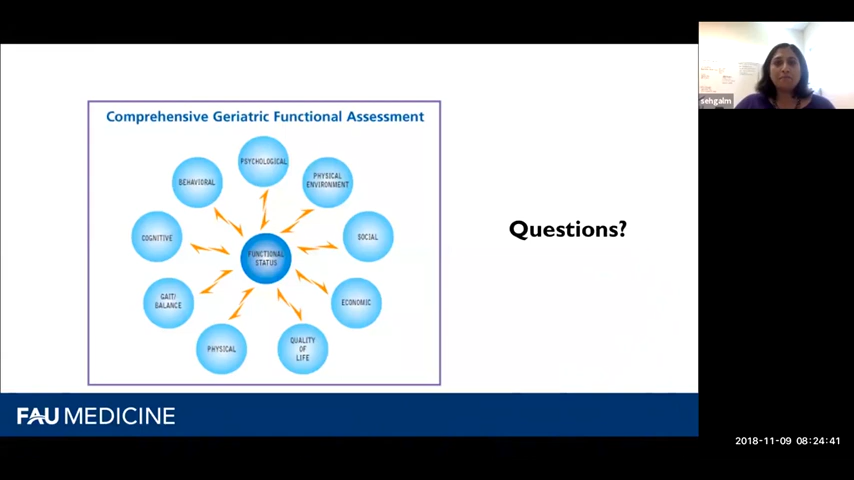 Comprehensive Geriatric Functional Assessment
PSYCHOLOGICAL
BEHAVIORAL
PHYSICAL
ENVIRONMENT
COGNITIVE
SOCIAL
FUNCTIONAL
STATUS
GAIT/
BALANCE
ECONOMIC
PHYSICAL
QUALITY
OF
LIFE
Questions?
FAU MEDICINE
sehgalm
2018-11-09 08:24:41